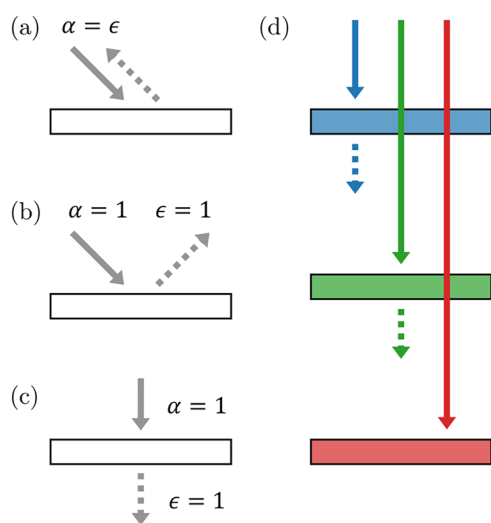 (a)
α = ϵ
(b)
α = 1 ϵ = 1
(c)
α = 1
ϵ = 1
(d)